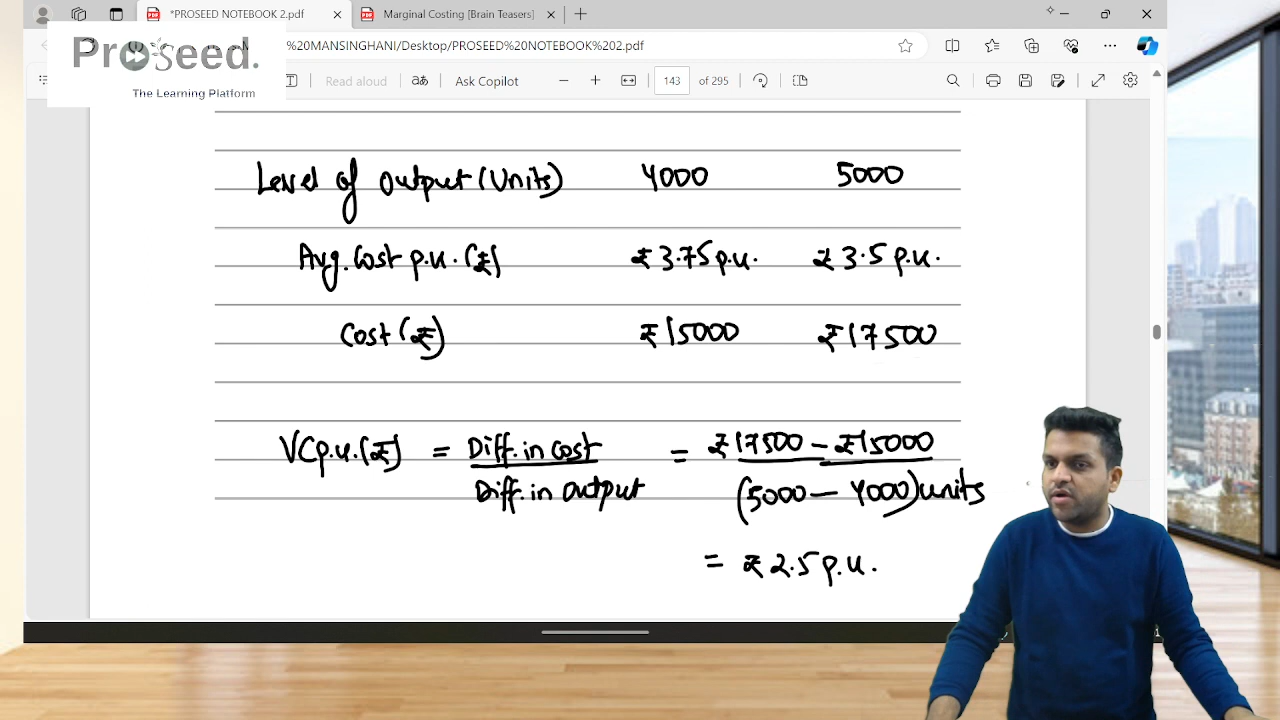 *PROSEED NOTEBOOK 2.pdf
Marginal Costing [Brain Teasers]
%20MANSINGHANI/Desktop/PROSEED%20NOTEBOOK%202.pdf
Proseed.
The Learning Platform
Read aloud
Ask Copilot
143 of 295
Level of output (Units) 4000 5000
Avg. Cost p.u. (₹) ₹3.75 p.u. ₹3.5 p.u.
Cost (₹) ₹15000 ₹17500
VC p.u. (₹) = Diff. in cost = ₹17500 – ₹15000
Diff. in output (5000 – 4000) units
= ₹2.5 p.u.